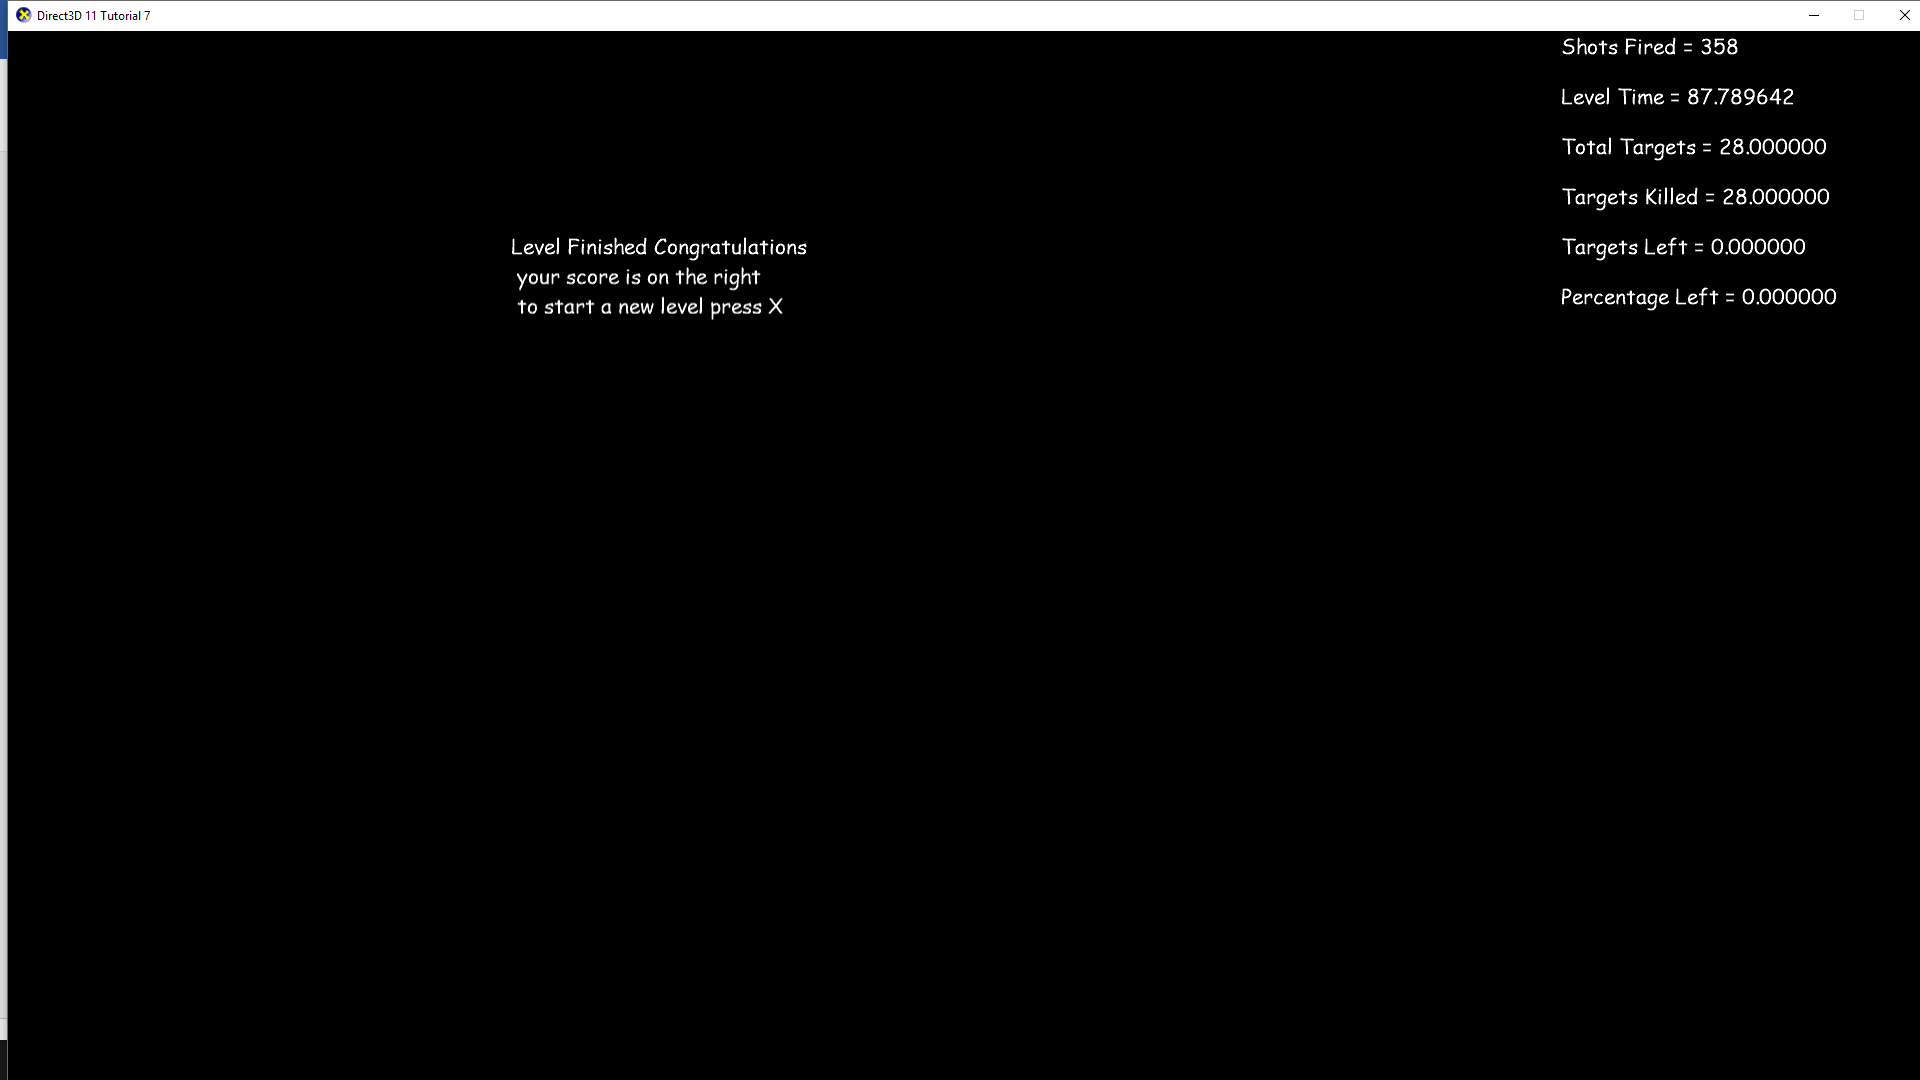 Direct3D 11 Tutorial 7
Shots Fired = 358
Level Time = 87.789642
Total Targets = 28.000000
Targets Killed = 28.000000
Targets Left = 0.000000
Percentage Left = 0.000000
Level Finished Congratulations
your score is on the right
to start a new level press X